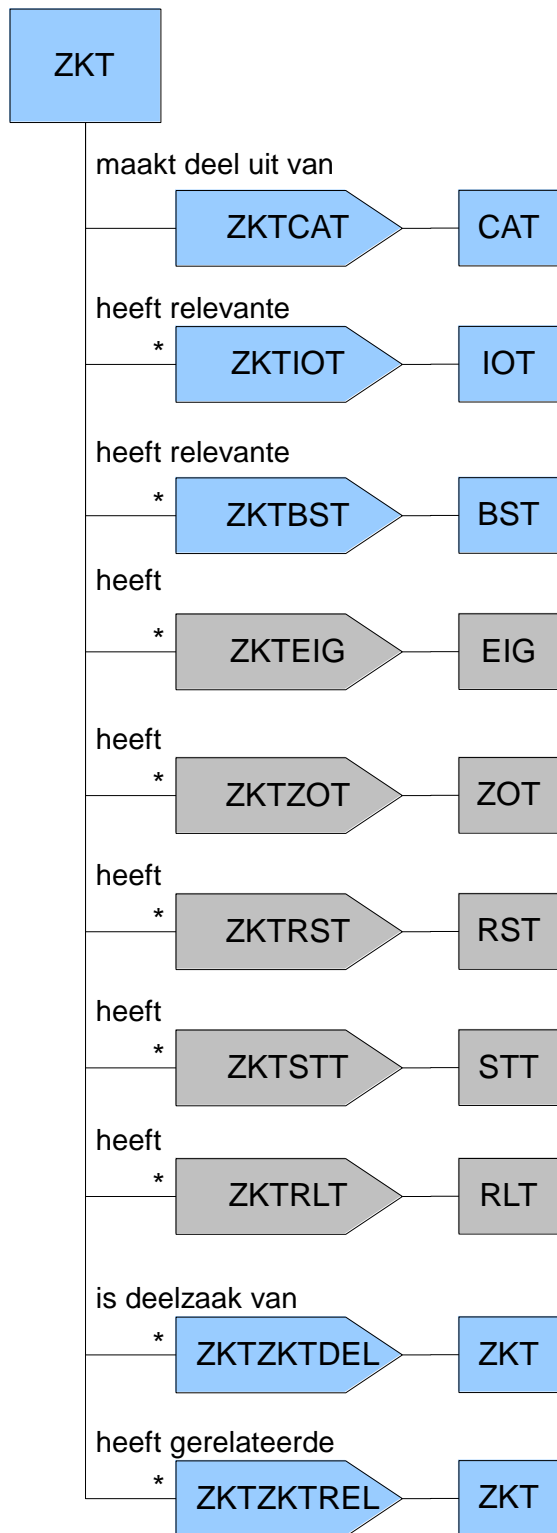 ZKT
maakt deel uit van
ZKTCAT CAT
heeft relevante
* ZKTIOT IOT
heeft relevante
* ZKTBST BST
heeft
* ZKTEIG EIG
heeft
* ZKTZOT ZOT
heeft
* ZKTRST RST
heeft
* ZKTSTT STT
heeft
* ZKTRLT RLT
is deelzaak van
* ZKTZKTDEL ZKT
heeft gerelateerde
* ZKTZKTREL ZKT